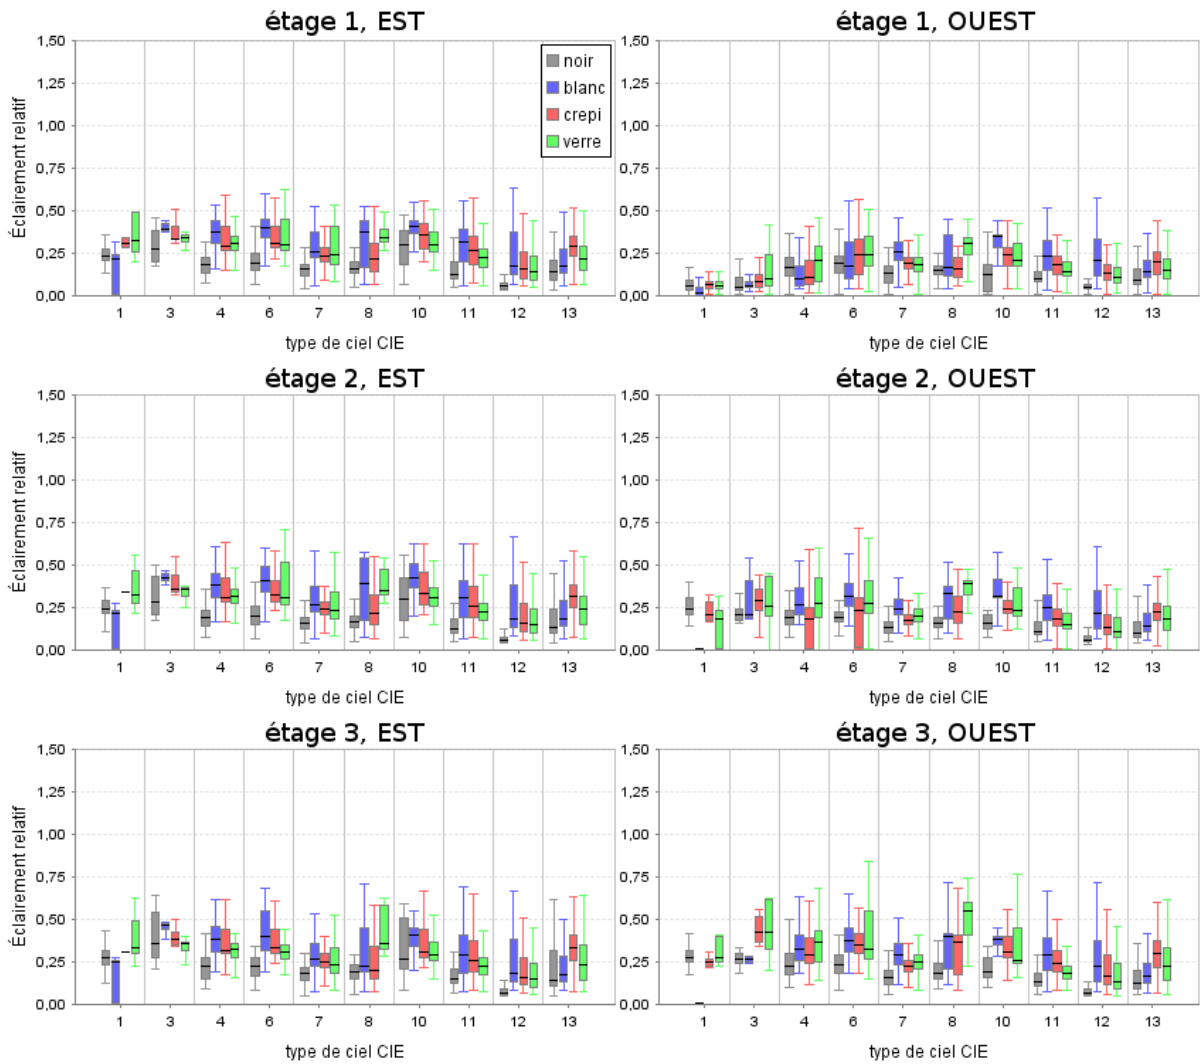 étage 1, EST
étage 1, OUEST
1,50
1,25
1,00
0,75
0,50
0,25
0,00
Éclairement relatif
noir
blanc
crepi
verre
1 3 4 6 7 8 10 11 12 13
type de ciel CIE
1,50
1,25
1,00
0,75
0,50
0,25
0,00
1 3 4 6 7 8 10 11 12 13
type de ciel CIE
étage 2, EST
étage 2, OUEST
1,50
1,25
1,00
0,75
0,50
0,25
0,00
Éclairement relatif
1 3 4 6 7 8 10 11 12 13
type de ciel CIE
1,50
1,25
1,00
0,75
0,50
0,25
0,00
1 3 4 6 7 8 10 11 12 13
type de ciel CIE
étage 3, EST
étage 3, OUEST
1,50
1,25
1,00
0,75
0,50
0,25
0,00
Éclairement relatif
1 3 4 6 7 8 10 11 12 13
type de ciel CIE
1,50
1,25
1,00
0,75
0,50
0,25
0,00
1 3 4 6 7 8 10 11 12 13
type de ciel CIE